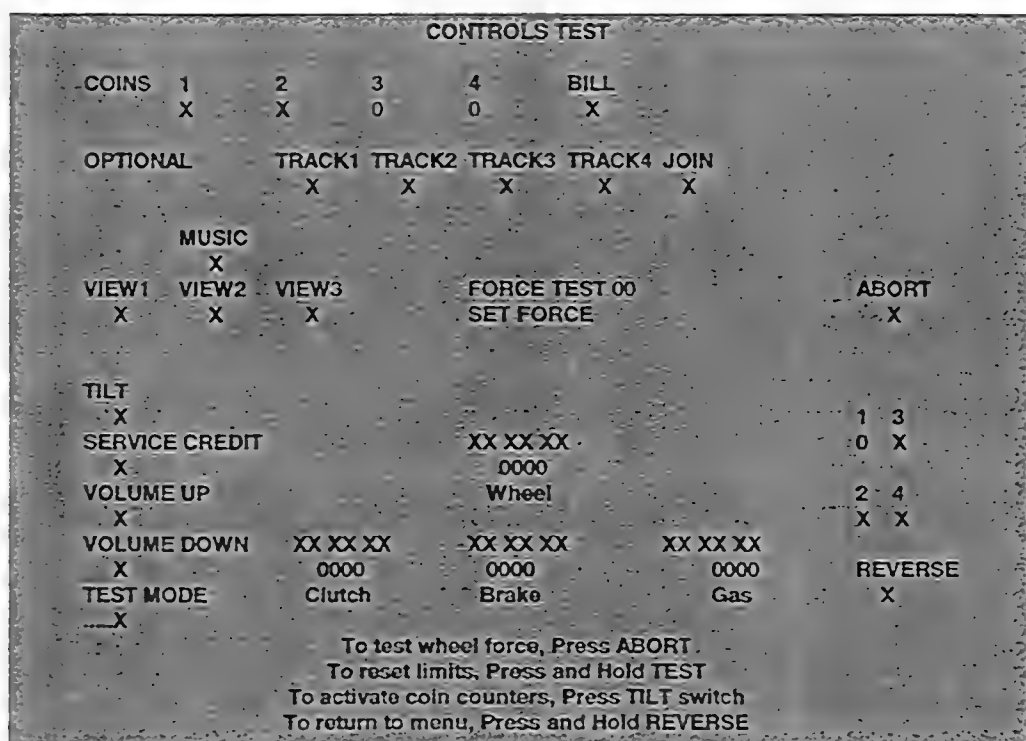 CONTROLS TEST
COINS 1 2 3 4 BILL
X X 0 0 X
OPTIONAL TRACK1 TRACK2 TRACK3 TRACK4 JOIN
X X X X X
MUSIC
X
VIEW1 VIEW2 VIEW3 FORCE TEST 00 ABORT
X X X SET FORCE X
TILT
X 1 3
SERVICE CREDIT XX XX XX 0 X
X 0000
VOLUME UP Wheel 2 4
X X X
VOLUME DOWN XX XX XX XX XX XX XX XX XX
X 0000 0000 0000 REVERSE
TEST MODE Clutch Brake Gas X
X
To test wheel force, Press ABORT.
To reset limits, Press and Hold TEST
To activate coin counters, Press TILT switch
To return to menu, Press and Hold REVERSE